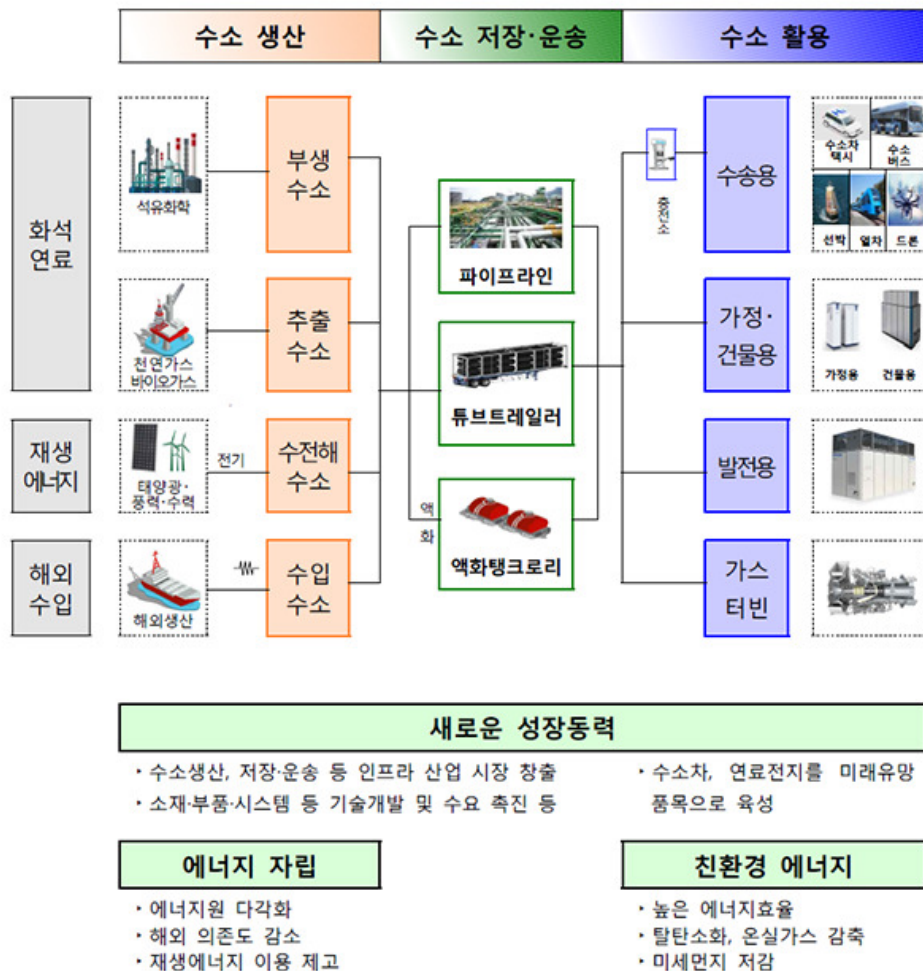 수소 생산
수소 저장·운송
수소 활용
화석
연료
석유화학
부생
수소
파이프라인
충전소
수송용
수소차
택시
수소
버스
선박
열차
드론
천연가스
바이오가스
추출
수소
튜브트레일러
가정·
건물용
가정용
건물용
재생
에너지
태양광·
풍력·수력
전기
수전해
수소
액
화
액화탱크로리
발전용
해외
수입
해외생산
수입
수소
가스
터빈
새로운 성장동력
‣ 수소생산, 저장·운송 등 인프라 산업 시장 창출
‣ 소재·부품·시스템 등 기술개발 및 수요 촉진 등
‣ 수소차, 연료전지를 미래유망
품목으로 육성
에너지 자립
‣ 에너지원 다각화
‣ 해외 의존도 감소
‣ 재생에너지 이용 제고
친환경 에너지
‣ 높은 에너지효율
‣ 탈탄소화, 온실가스 감축
‣ 미세먼지 저감